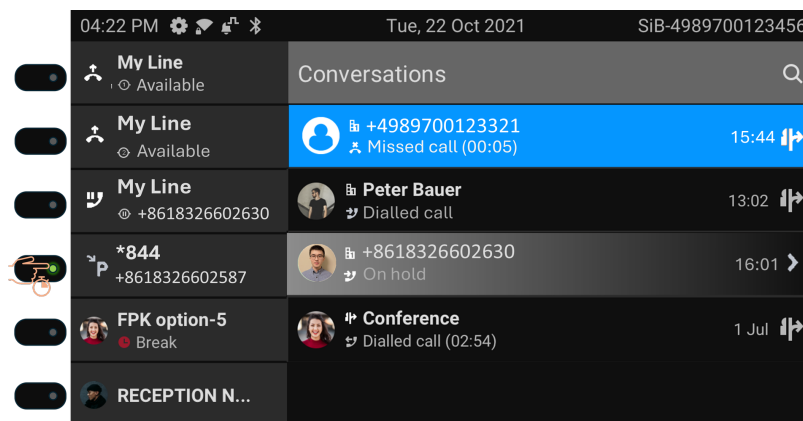 04:22 PM
Tue, 22 Oct 2021
SiB-4989700123456
My Line
Available
My Line
Available
My Line
+8618326602630
*844
+8618326602587
FPK option-5
Break
RECEPTION N...
Conversations
+4989700123321
Missed call (00:05)
15:44
Peter Bauer
Dialled call
13:02
+8618326602630
On hold
16:01
Conference
Dialled call (02:54)
1 Jul